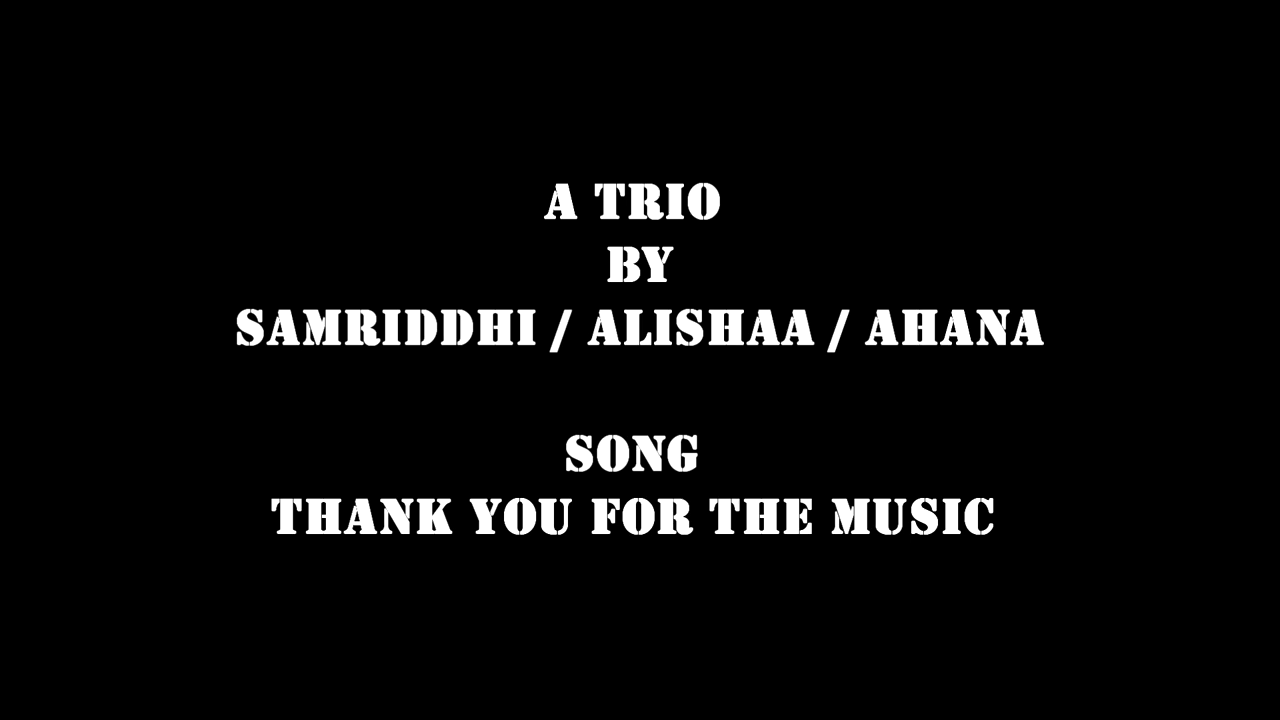 A TRIO
BY
SAMRIDDHI / ALISHAA / AHANA
SONG
THANK YOU FOR THE MUSIC